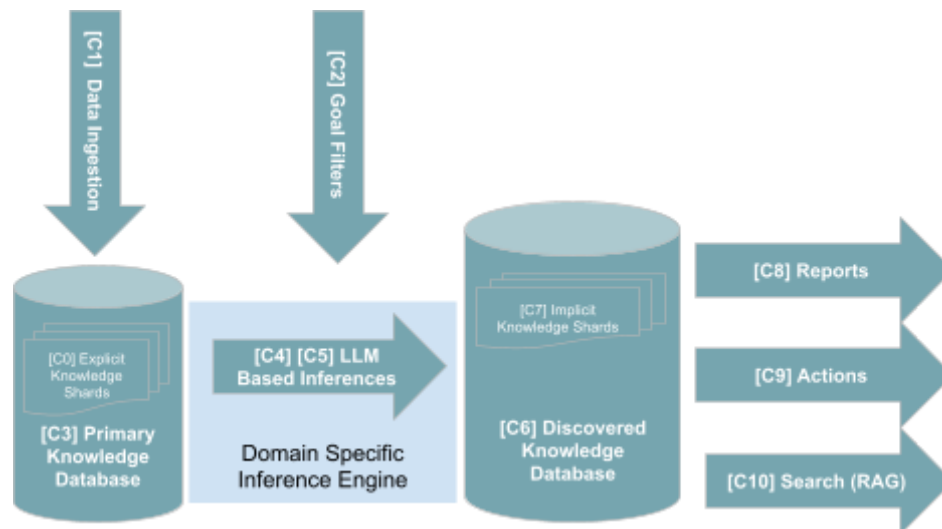 [C1] Data Ingestion
[C2] Goal Filters
[C0] Explicit
Knowledge
Shards
[C3] Primary
Knowledge
Database
[C4] [C5] LLM
Based Inferences
Domain Specific
Inference Engine
[C7] Implicit
Knowledge Shards
[C6] Discovered
Knowledge
Database
[C8] Reports
[C9] Actions
[C10] Search (RAG)